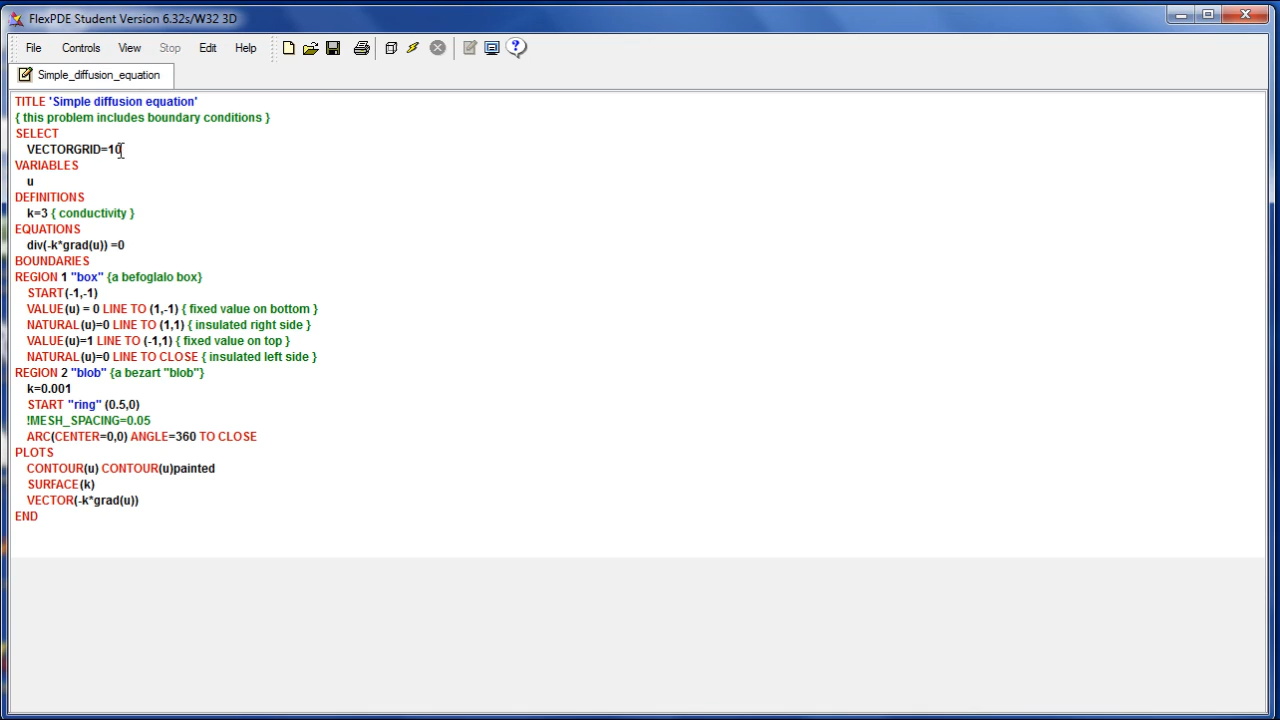 FlexPDE Student Version 6.32s/W32 3D
File Controls View Stop Edit Help
Simple_diffusion_equation
TITLE 'Simple diffusion equation'
{ this problem includes boundary conditions }
SELECT
VECTORGRID=10
VARIABLES
u
DEFINITIONS
k=3 { conductivity }
EQUATIONS
div(-k*grad(u)) =0
BOUNDARIES
REGION 1 "box" {a befoglalo box}
START(-1,-1)
VALUE(u) = 0 LINE TO (1,-1) { fixed value on bottom }
NATURAL(u)=0 LINE TO (1,1) { insulated right side }
VALUE(u)=1 LINE TO (-1,1) { fixed value on top }
NATURAL(u)=0 LINE TO CLOSE { insulated left side }
REGION 2 "blob" {a bezart "blob"}
k=0.001
START "ring" (0.5,0)
!MESH_SPACING=0.05
ARC(CENTER=0,0) ANGLE=360 TO CLOSE
PLOTS
CONTOUR(u) CONTOUR(u)painted
SURFACE(k)
VECTOR(-k*grad(u))
END